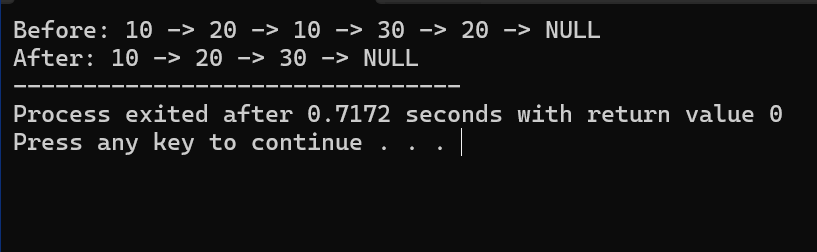 Before: 10 -> 20 -> 10 -> 30 -> 20 -> NULL
After: 10 -> 20 -> 30 -> NULL
--------------------------------
Process exited after 0.7172 seconds with return value 0
Press any key to continue . . .